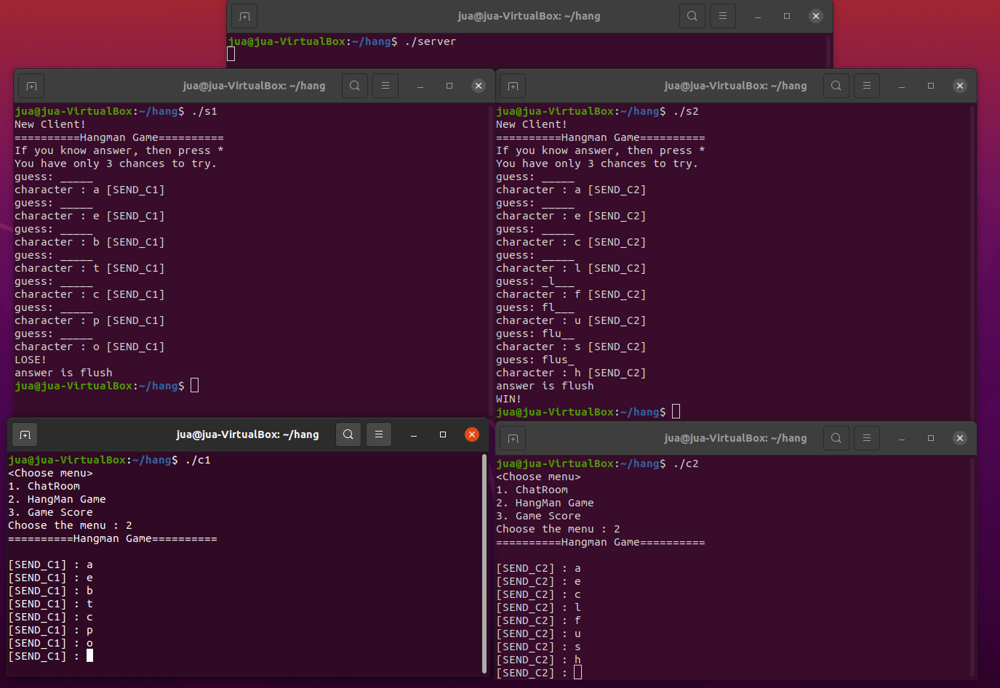 jua@jua-VirtualBox: ~/hang
jua@jua-VirtualBox:~/hang$ ./server
jua@jua-VirtualBox: ~/hang
jua@jua-VirtualBox:~/hang$ ./s1
New Client!
==========Hangman Game==========
If you know answer, then press *
You have only 3 chances to try.
guess: _____
character : a [SEND_C1]
guess: _____
character : e [SEND_C1]
guess: _____
character : b [SEND_C1]
guess: _____
character : t [SEND_C1]
guess: _____
character : c [SEND_C1]
guess: _____
character : p [SEND_C1]
guess: _____
character : o [SEND_C1]
LOSE!
answer is flush
jua@jua-VirtualBox:~/hang$
jua@jua-VirtualBox: ~/hang
jua@jua-VirtualBox:~/hang$ ./s2
New Client!
==========Hangman Game==========
If you know answer, then press *
You have only 3 chances to try.
guess: _____
character : a [SEND_C2]
guess: _____
character : e [SEND_C2]
guess: _____
character : c [SEND_C2]
guess: _____
character : l [SEND_C2]
guess: _l___
character : f [SEND_C2]
guess: fl___
character : u [SEND_C2]
guess: flu__
character : s [SEND_C2]
guess: flus_
character : h [SEND_C2]
answer is flush
WIN!
jua@jua-VirtualBox:~/hang$
jua@jua-VirtualBox: ~/hang
jua@jua-VirtualBox:~/hang$ ./c1
<Choose menu>
1. ChatRoom
2. HangMan Game
3. Game Score
Choose the menu : 2
==========Hangman Game==========
[SEND_C1] : a
[SEND_C1] : e
[SEND_C1] : b
[SEND_C1] : t
[SEND_C1] : c
[SEND_C1] : p
[SEND_C1] : o
[SEND_C1] :
jua@jua-VirtualBox: ~/hang
jua@jua-VirtualBox:~/hang$ ./c2
<Choose menu>
1. ChatRoom
2. HangMan Game
3. Game Score
Choose the menu : 2
==========Hangman Game==========
[SEND_C2] : a
[SEND_C2] : e
[SEND_C2] : c
[SEND_C2] : l
[SEND_C2] : f
[SEND_C2] : u
[SEND_C2] : s
[SEND_C2] : h
[SEND_C2] :